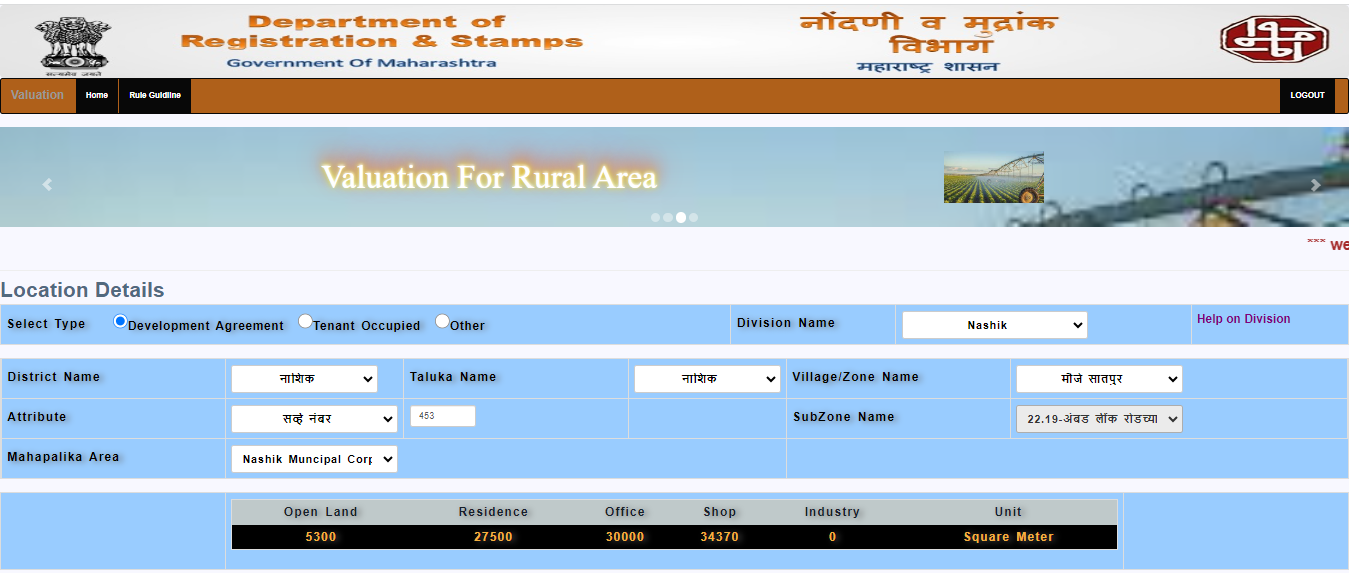 Department of
Registration & Stamps
Government Of Maharashtra
सत्यमेव जयते
नोंदणी व मुद्रांक
विभाग
महाराष्ट्र शासन
Valuation Home Rule Guidline LOGOUT
Valuation For Rural Area
*** we
Location Details
Select Type Development Agreement Tenant Occupied Other Division Name Nashik Help on Division
District Name नाशिक Taluka Name नाशिक Village/Zone Name मौजे सातपुर
Attribute सर्व्हे नंबर 453 SubZone Name 22.19-अंबड लिंक रोडच्या
Mahapalika Area Nashik Muncipal Corp
Open Land Residence Office Shop Industry Unit
5300 27500 30000 34370 0 Square Meter